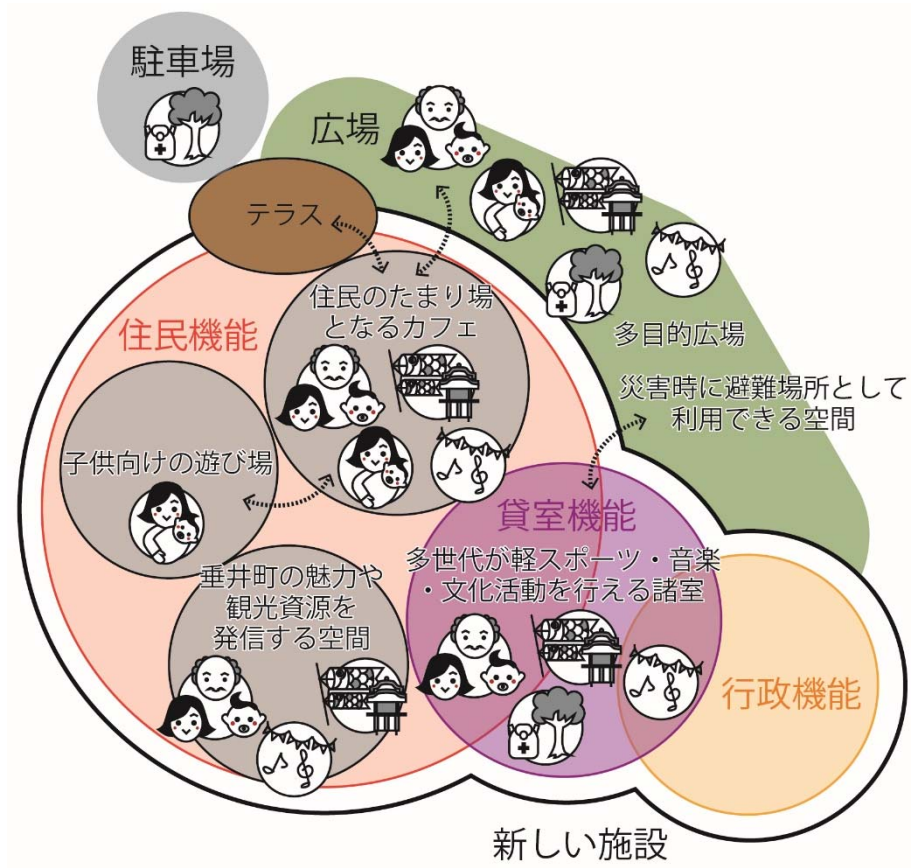 駐車場
広場
テラス
住民のたまり場
となるカフェ
住民機能
多目的広場
災害時に避難場所として
利用できる空間
子供向けの遊び場
貸室機能
多世代が軽スポーツ・音楽
・文化活動を行える諸室
垂井町の魅力や
観光資源を
発信する空間
行政機能
新しい施設